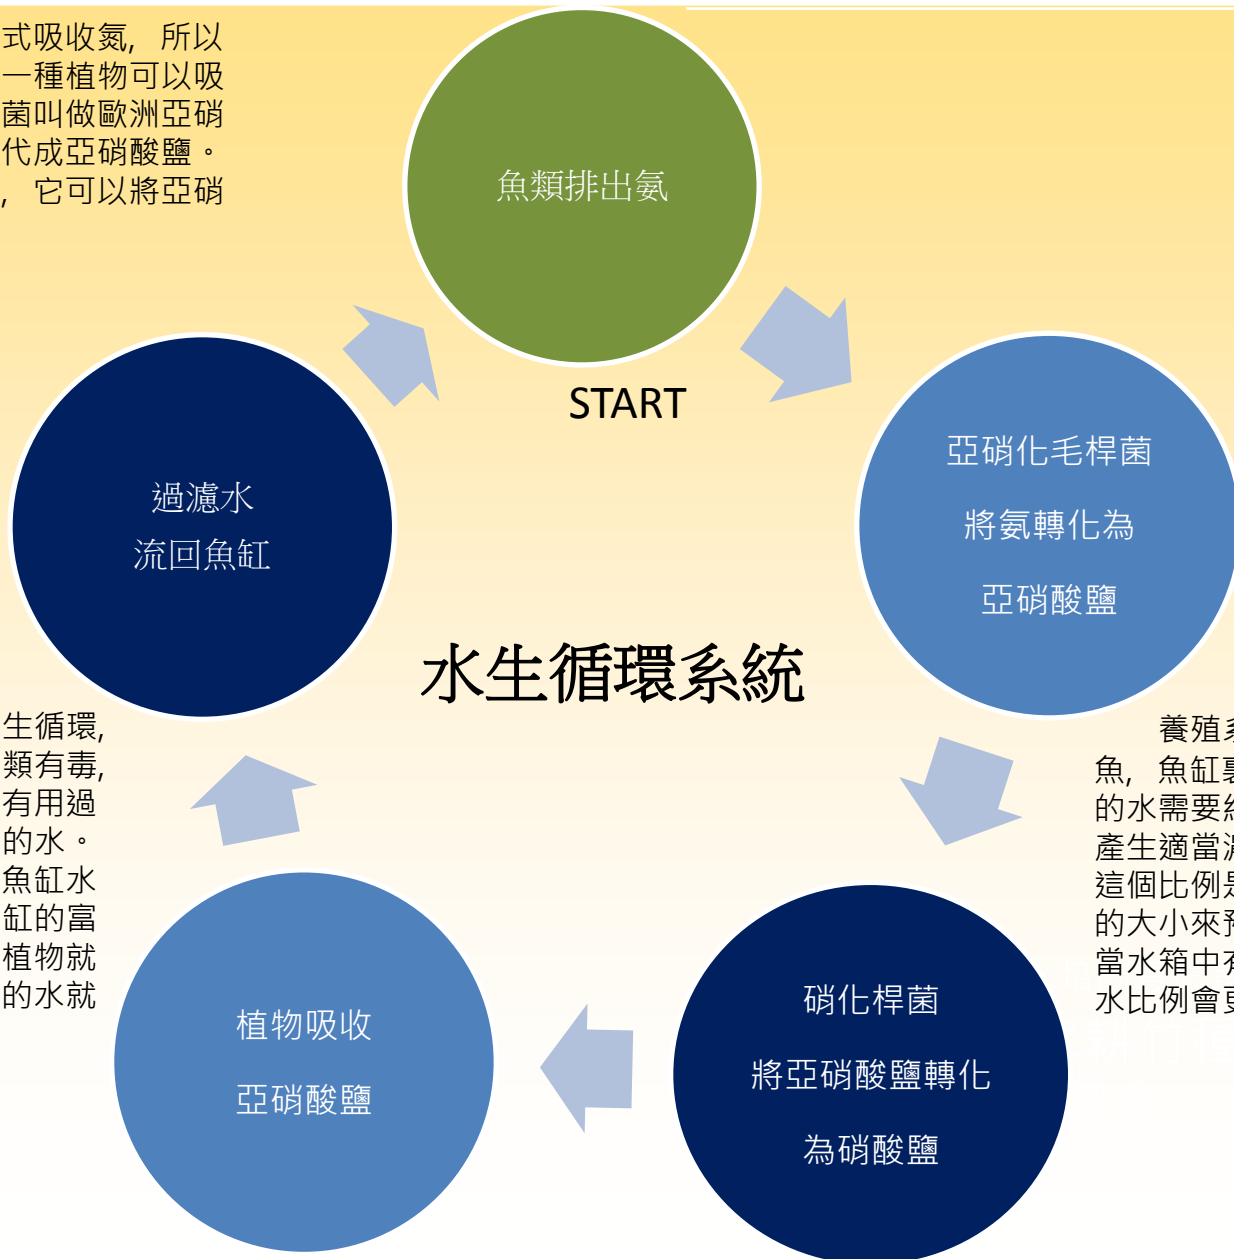 式吸收氮，所以
一種植物可以吸
菌叫做歐洲亞硝
代成亞硝酸鹽。
，它可以將亞硝
魚類排出氨
START
亞硝化毛桿菌
將氨轉化為
亞硝酸鹽
過濾水
流回魚缸
水生循環系統
生循環，
類有毒，
有用過
的水。
魚缸水
缸的富
植物就
的水就
養殖
魚，魚缸裏
的水需要
產生適當
這個比例是
的大小來
當水箱中有
水比例會更
硝化桿菌
將亞硝酸鹽轉化
為硝酸鹽
植物吸收
亞硝酸鹽